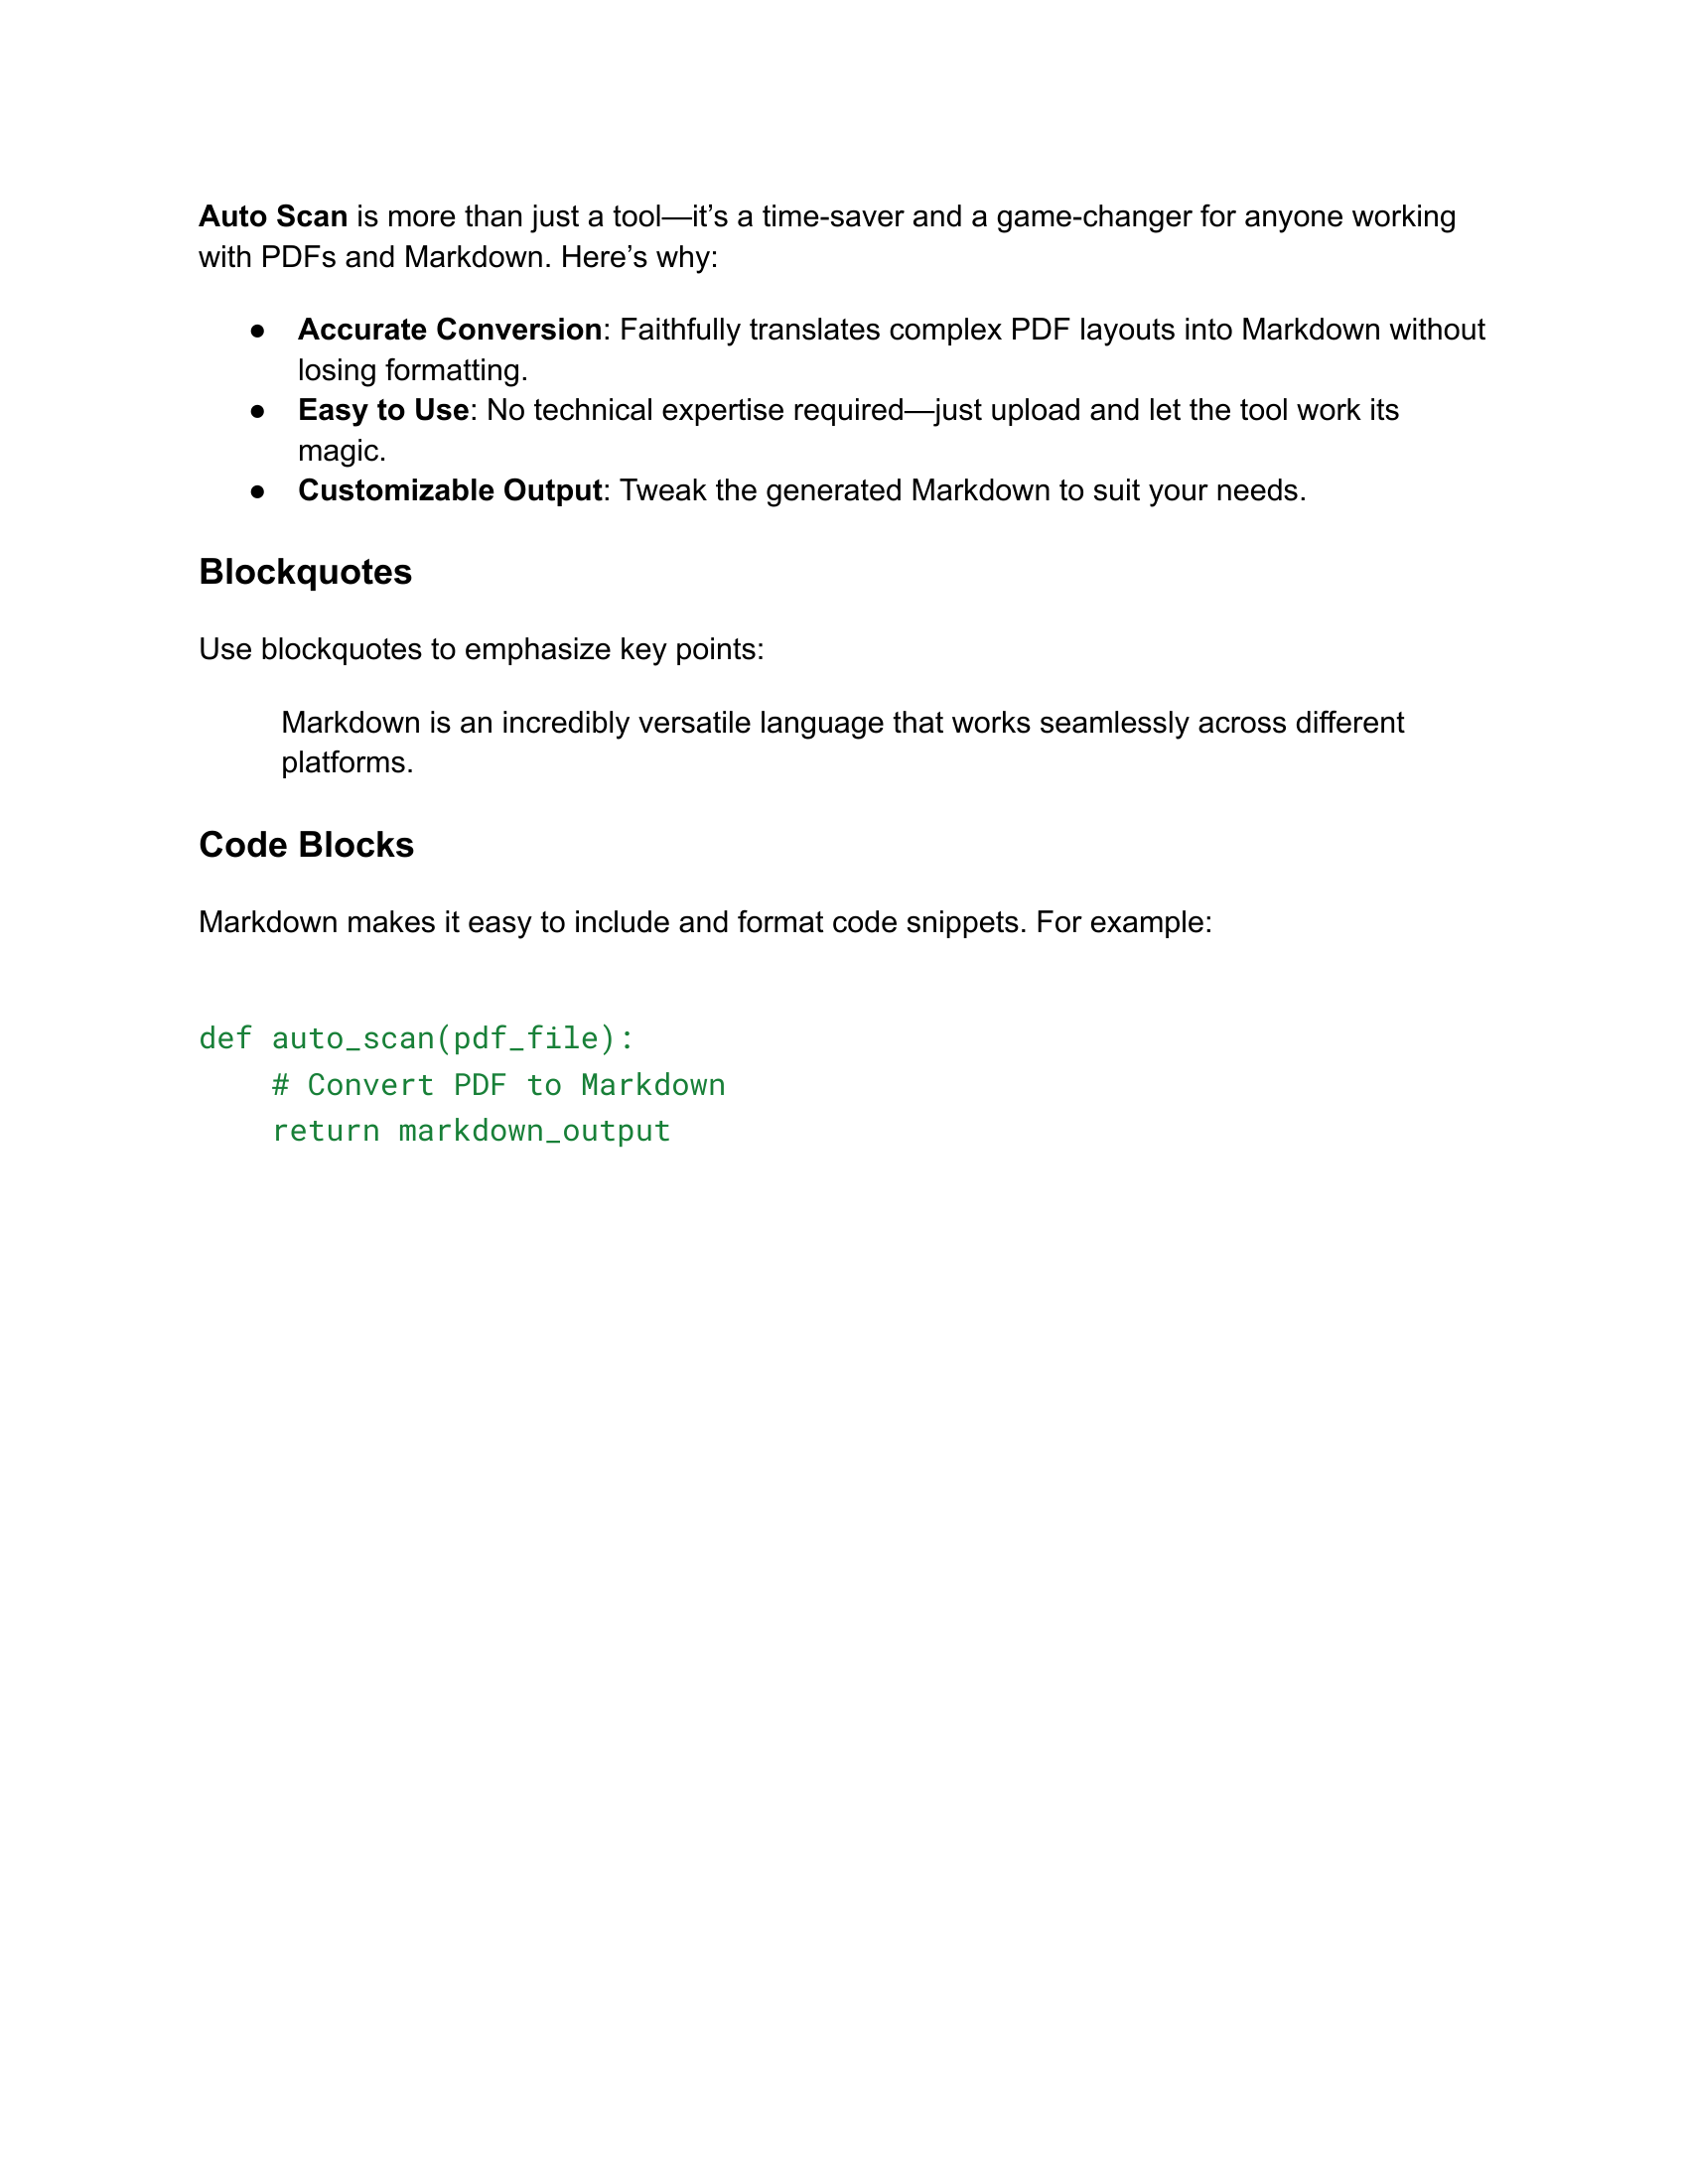 Auto Scan is more than just a tool—it’s a time-saver and a game-changer for anyone working
with PDFs and Markdown. Here’s why:
● Accurate Conversion: Faithfully translates complex PDF layouts into Markdown without
losing formatting.
● Easy to Use: No technical expertise required—just upload and let the tool work its
magic.
● Customizable Output: Tweak the generated Markdown to suit your needs.
Blockquotes
Use blockquotes to emphasize key points:
Markdown is an incredibly versatile language that works seamlessly across different
platforms.
Code Blocks
Markdown makes it easy to include and format code snippets. For example:
def auto_scan(pdf_file):
    # Convert PDF to Markdown
    return markdown_output